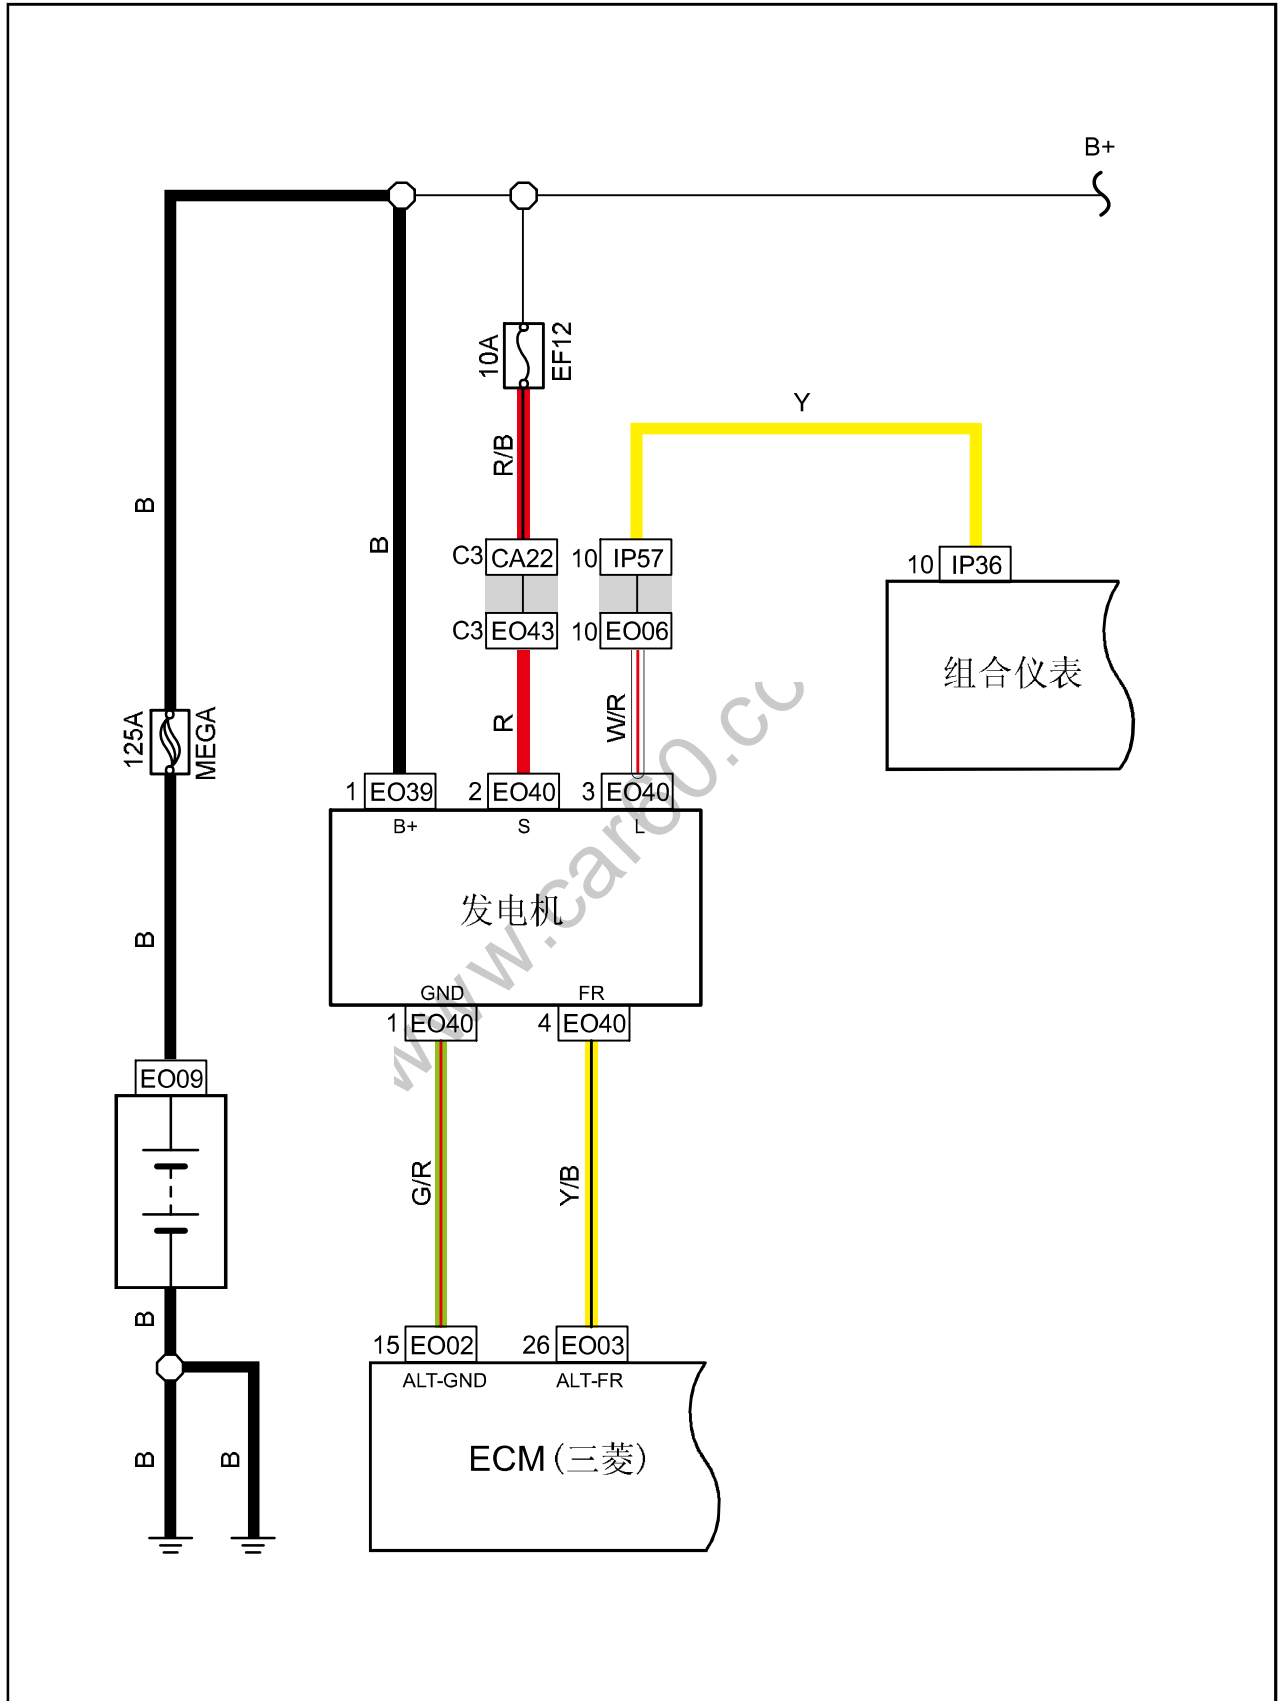 B+
10A
EF12
Y
R/B
B
B
C3 CA22
10 IP57
10 IP36
C3 EO43
10 EO06
组合仪表
R
W/R
125A
MEGA
1 EO39
2 EO40
3 EO40
B+
S
L
发电机
B
www.car60.co
GND
FR
1 EO40
4 EO40
EO09
G/R
Y/B
B
15 EO02
26 EO03
ALT-GND
ALT-FR
B
B
ECM (三菱)